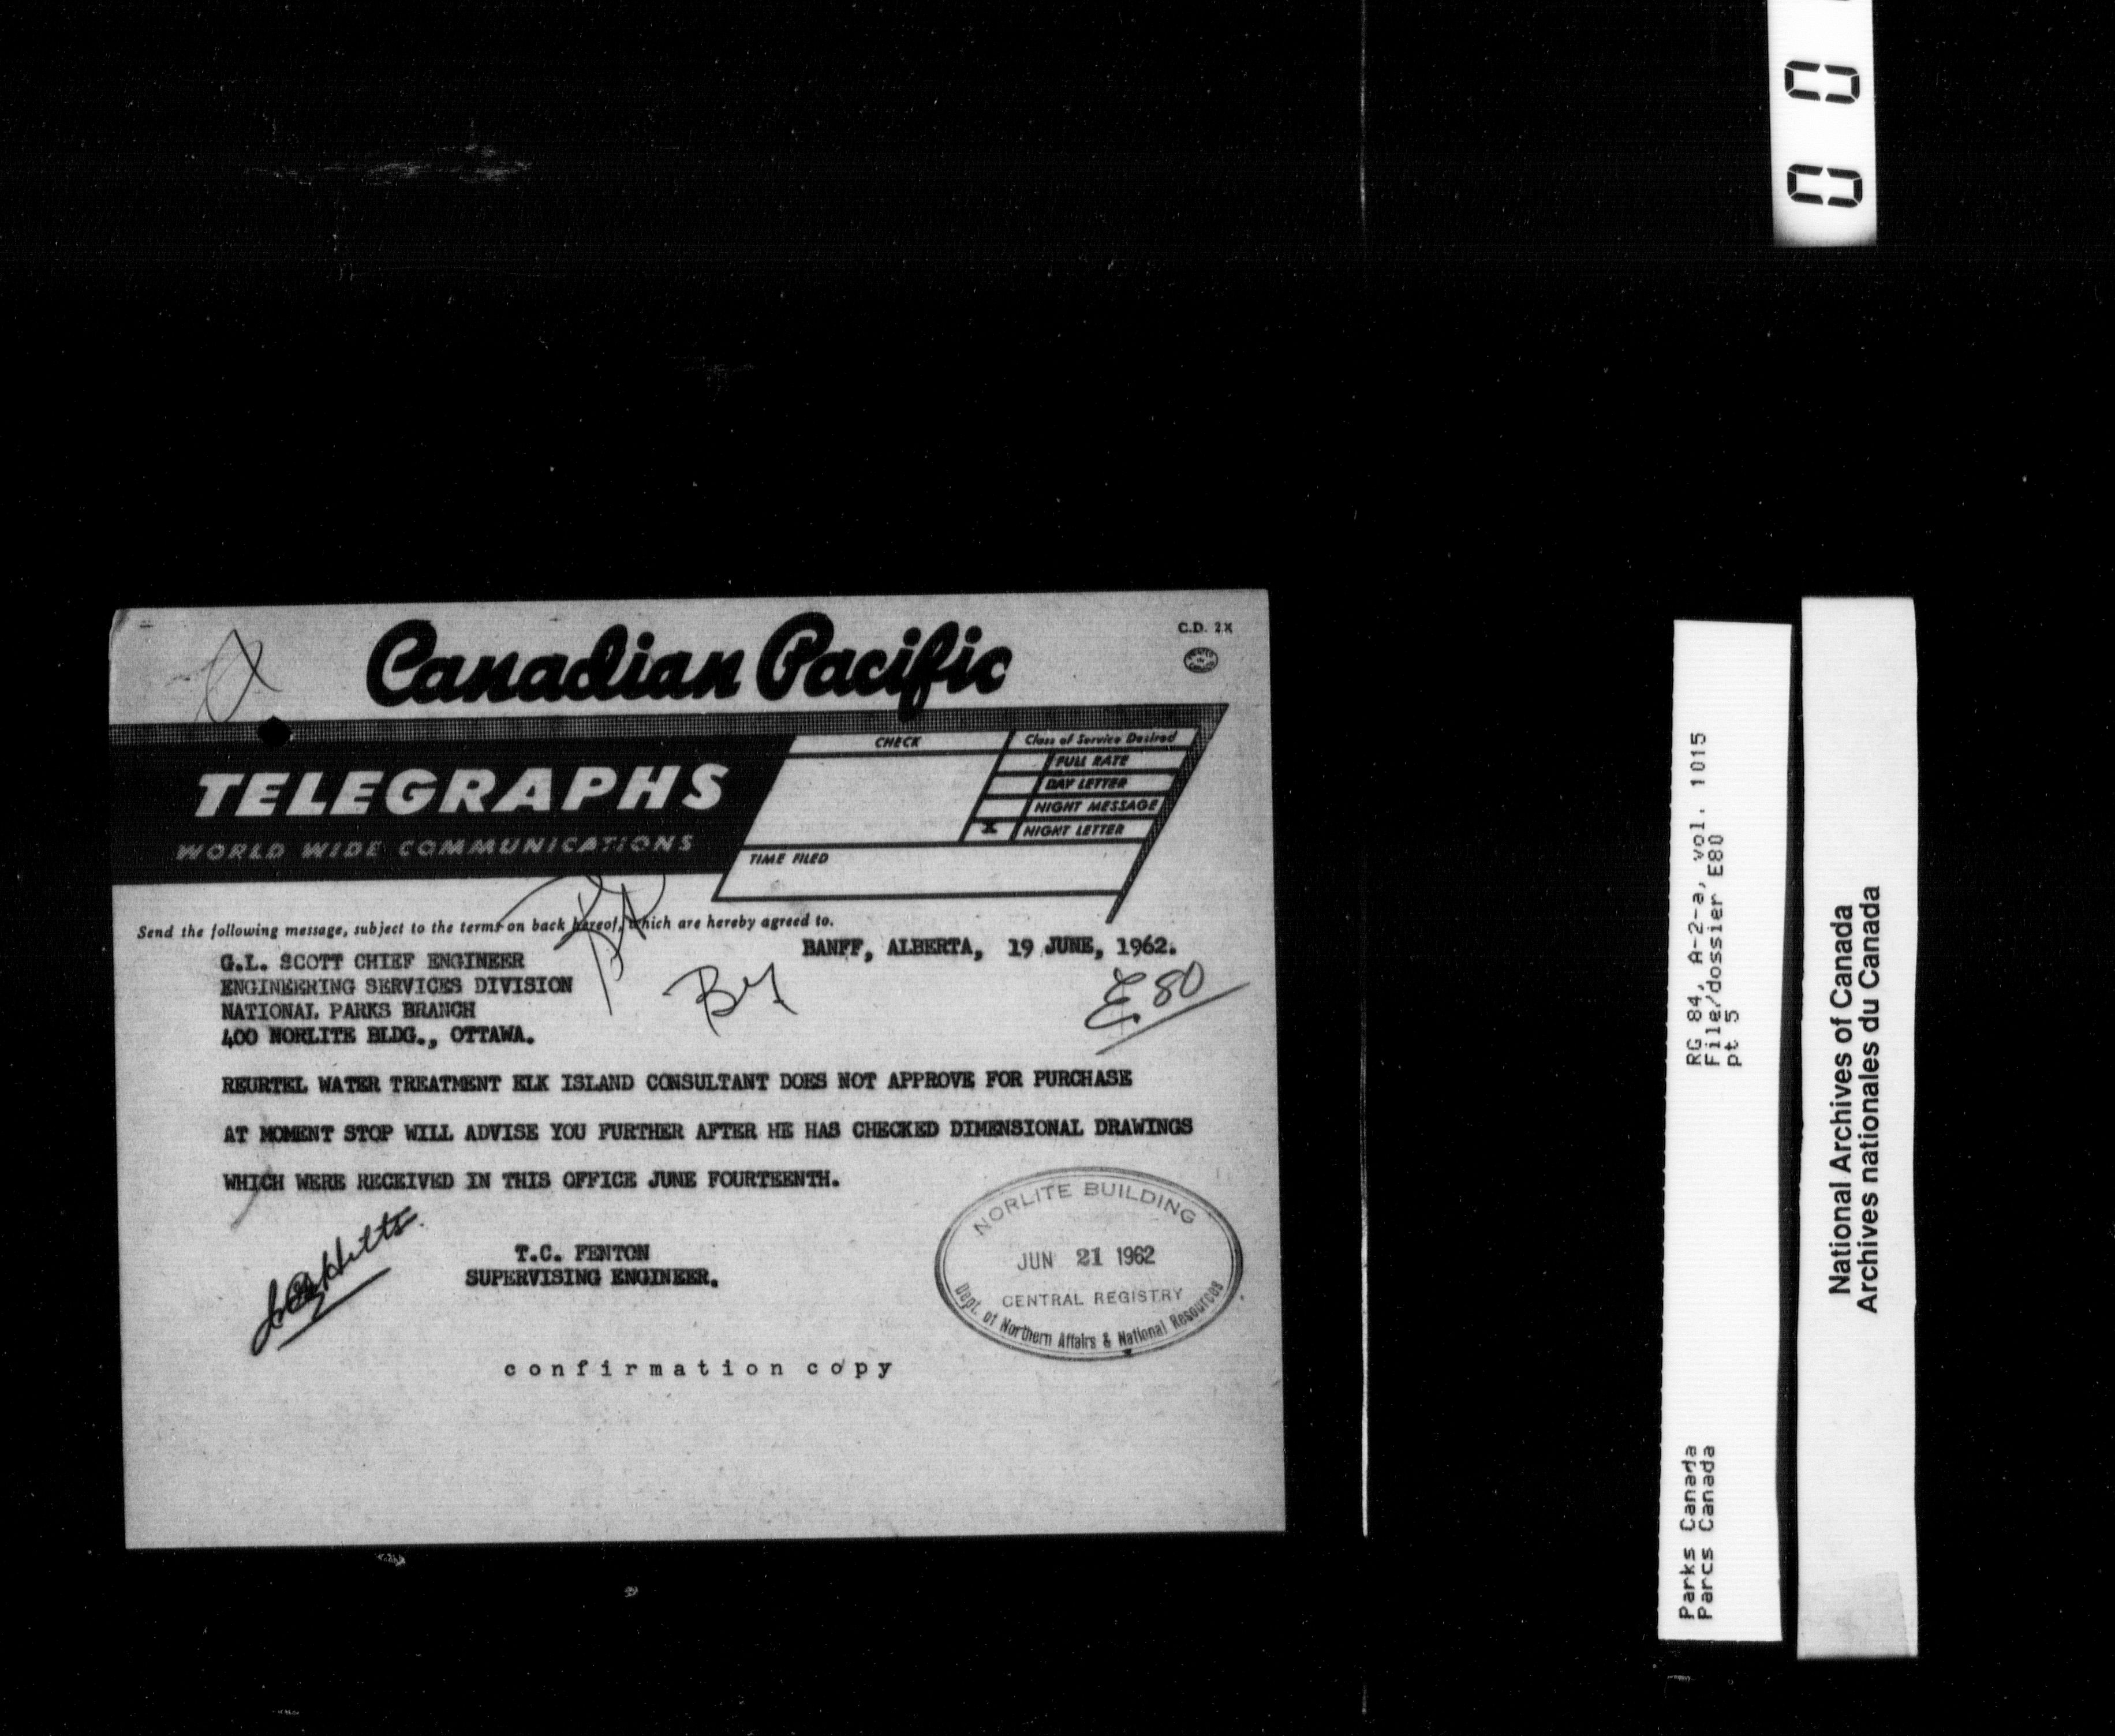 Canadian Pacific
C.D. 2X
PRINTED IN CANADA
TELEGRAPHS
WORLD WIDE COMMUNICATIONS
CHECK
Class of Service Desired
FULL RATE
DAY LETTER
NIGHT MESSAGE
X NIGHT LETTER
TIME FILED
Send the following message, subject to the terms on back hereof, which are hereby agreed to.
BANFF, ALBERTA, 19 JUNE, 1962.
G.L. SCOTT CHIEF ENGINEER
ENGINEERING SERVICES DIVISION
NATIONAL PARKS BRANCH
400 NORLITE BLDG., OTTAWA.
E80
REURTEL WATER TREATMENT ELK ISLAND CONSULTANT DOES NOT APPROVE FOR PURCHASE
AT MOMENT STOP WILL ADVISE YOU FURTHER AFTER HE HAS CHECKED DIMENSIONAL DRAWINGS
WHICH WERE RECEIVED IN THIS OFFICE JUNE FOURTEENTH.
T.C. FENTON
SUPERVISING ENGINEER.
NORLITE BUILDING
JUN 21 1962
CENTRAL REGISTRY
Dept. of Northern Affairs & National Resources
confirmation copy
Parks Canada
Parcs Canada
RG 84, A-2-a, vol. 1015
File/dossier E80
pt 5
National Archives of Canada
Archives nationales du Canada
0 0